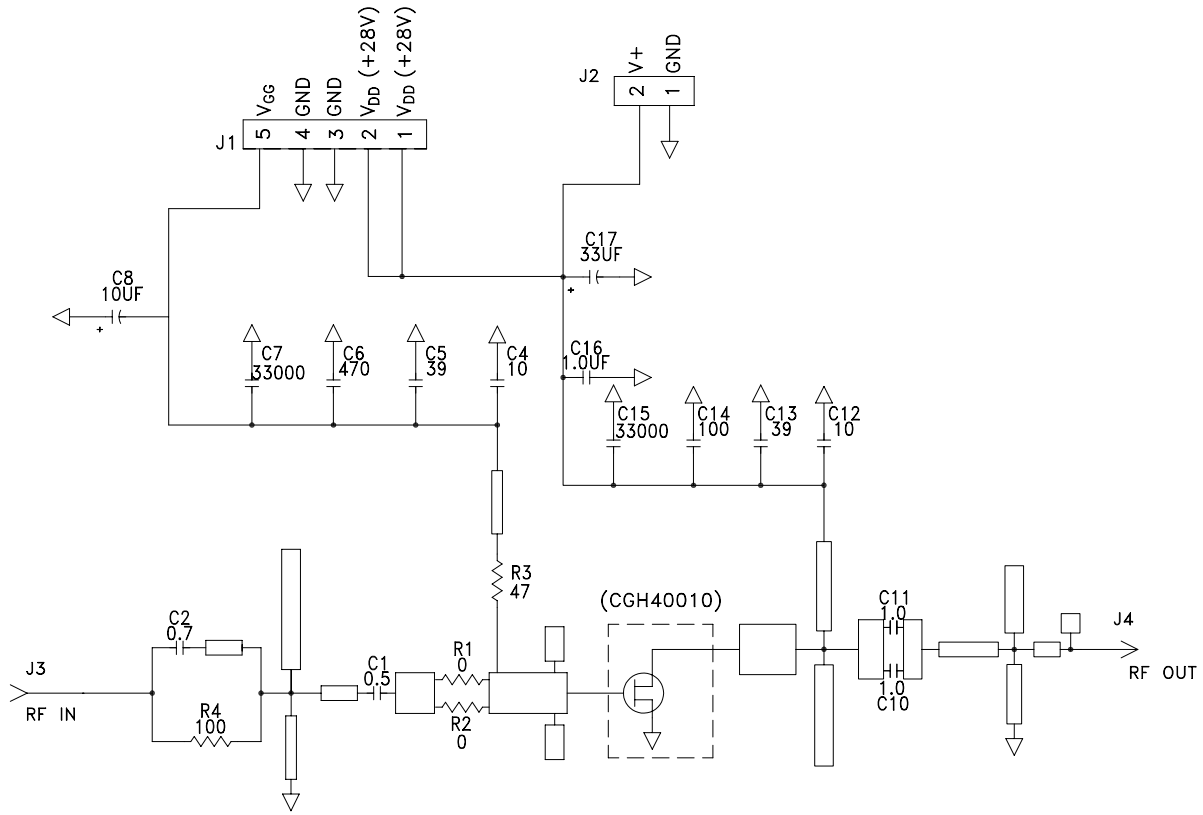 J1
5 VGG
4 GND
3 GND
2 VDD (+28V)
1 VDD (+28V)
J2
2 V+
1 GND
C17
33UF
+
C8
10UF
+
C16
1.0UF
C7
33000
C6
470
C5
39
C4
10
C15
33000
C14
100
C13
39
C12
10
R3
47
(CGH40010)
C2
0.7
R4
100
J3
RF IN
C1
0.5
R1
0
R2
0
C11
1.0
1.0
C10
J4
RF OUT